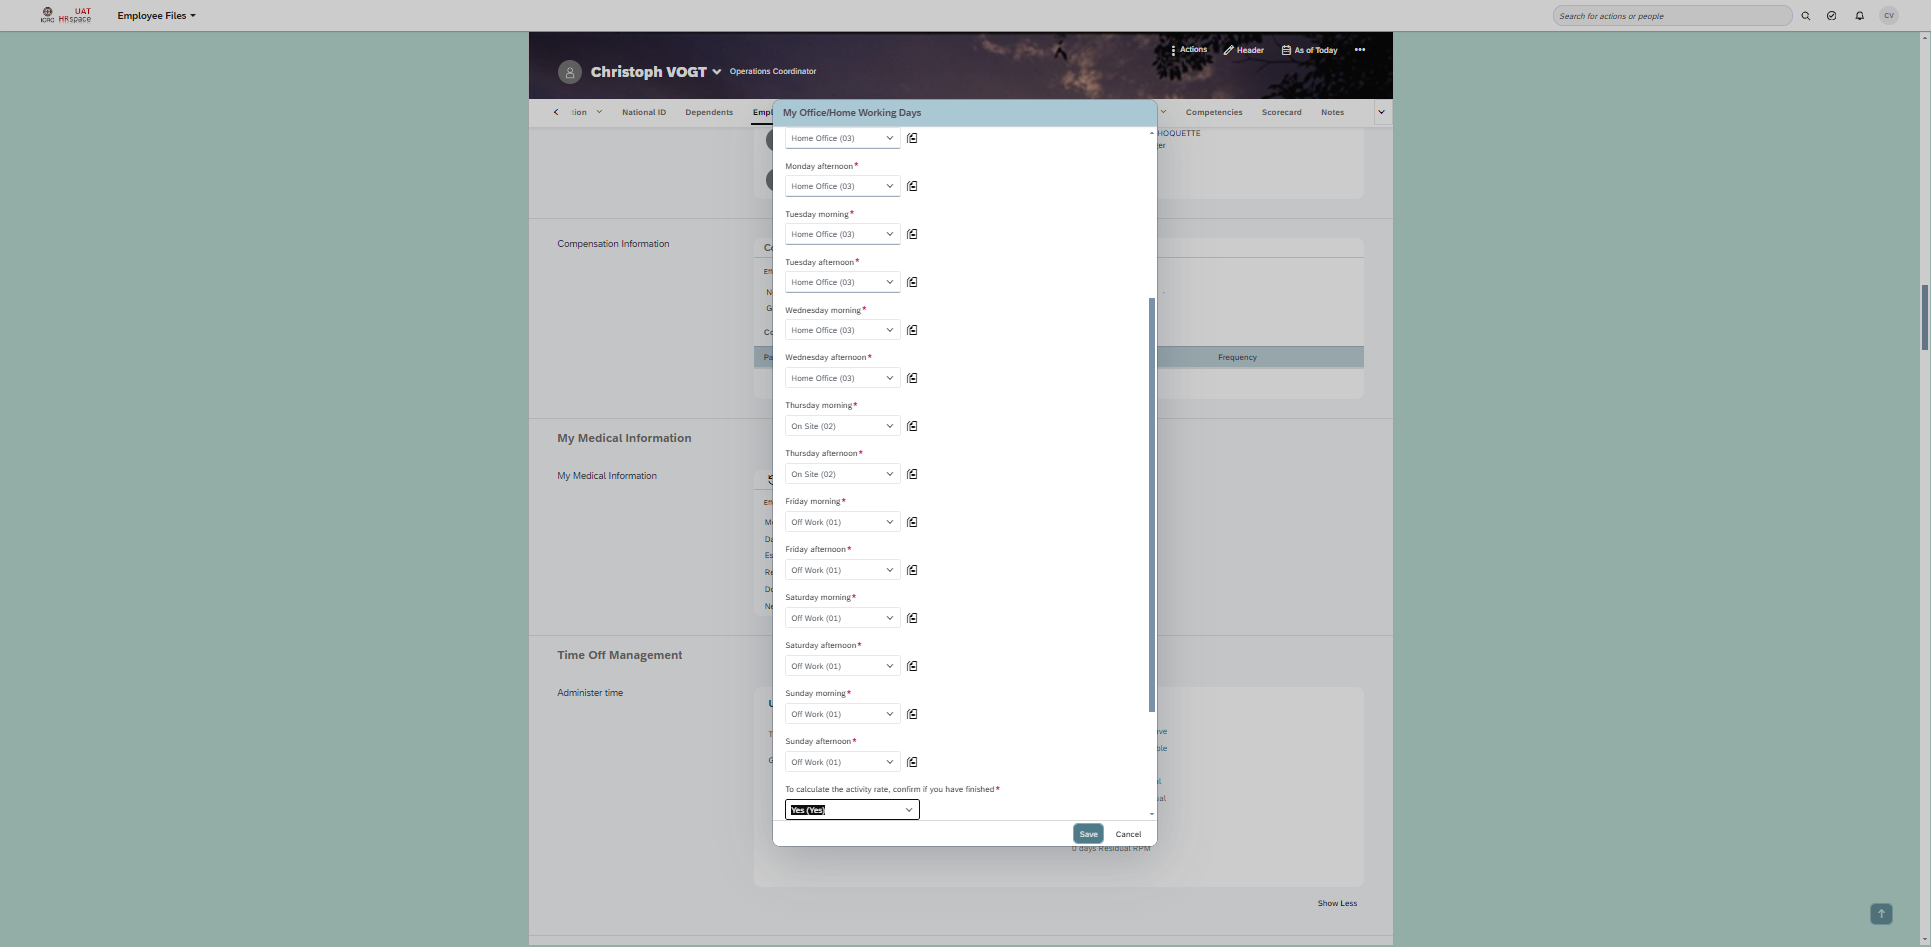 ICRC
UAT
HRspace
Employee Files
Search for actions or people
CV
Actions
Header
As of Today
Christoph VOGT
Operations Coordinator
National ID
Dependents
Empl
Competencies
Scorecard
Notes
My Office/Home Working Days
Home Office (03)
HOQUETTE
Monday afternoon*
Home Office (03)
Tuesday morning*
Home Office (03)
Compensation Information
Tuesday afternoon*
Home Office (03)
Wednesday morning*
Home Office (03)
Wednesday afternoon*
Frequency
Home Office (03)
Thursday morning*
On Site (02)
My Medical Information
Thursday afternoon*
On Site (02)
My Medical Information
Friday morning*
Off Work (01)
Friday afternoon*
Off Work (01)
Saturday morning*
Off Work (01)
Saturday afternoon*
Off Work (01)
Time Off Management
Administer time
Sunday morning*
Off Work (01)
Sunday afternoon*
Off Work (01)
To calculate the activity rate, confirm if you have finished*
Yes (Yes)
Save
Cancel
0 days Residual RPM
Show Less